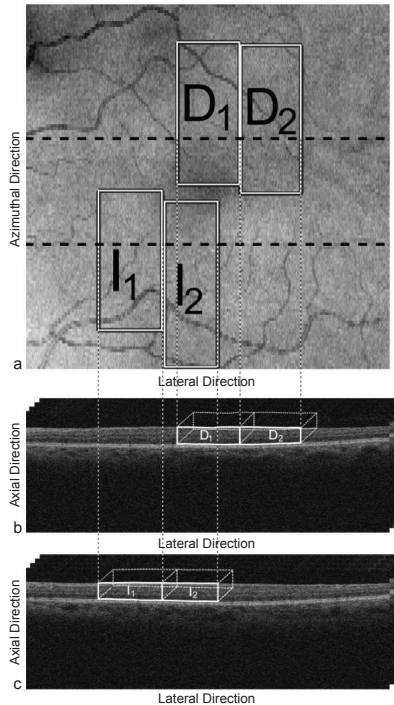 D1 D2
Azimuthal Direction
I1 I2
a
Lateral Direction
Axial Direction
D1 D2
b
Lateral Direction
Axial Direction
I1 I2
c
Lateral Direction